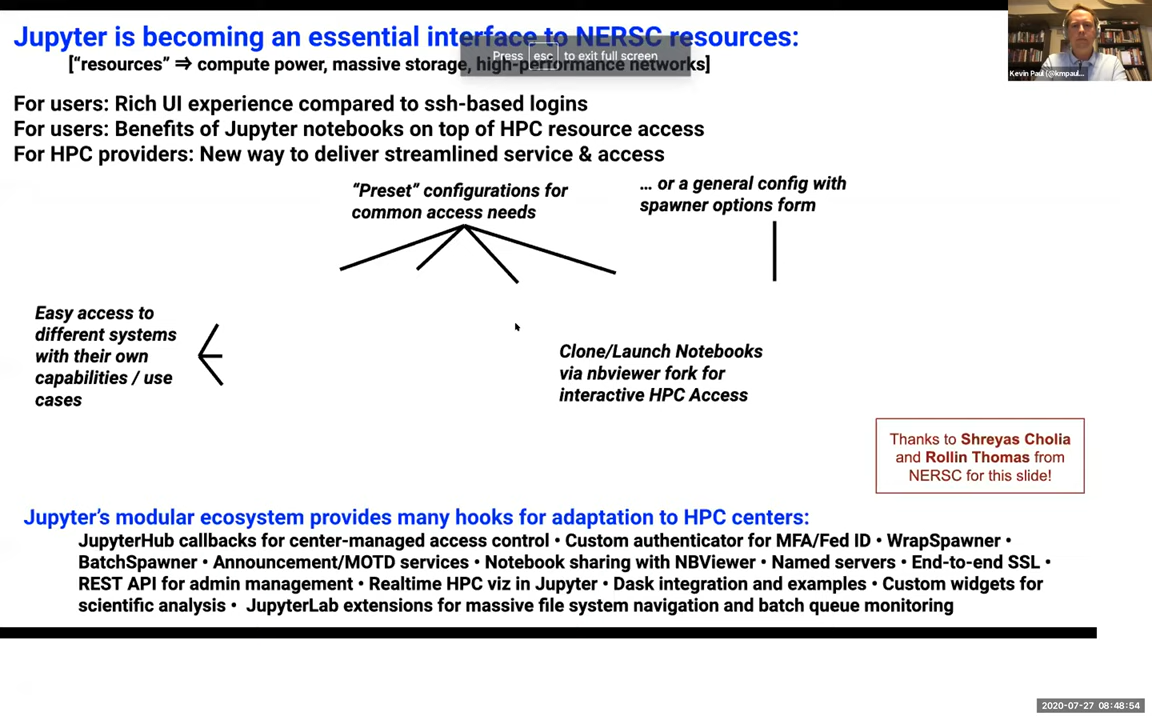 Jupyter is becoming an essential interface to NERSC resources:
[“resources” ⇒ compute power, massive storage, high-performance networks]
Press esc to exit full screen
Kevin Paul (@kmpaul...
For users: Rich UI experience compared to ssh-based logins
For users: Benefits of Jupyter notebooks on top of HPC resource access
For HPC providers: New way to deliver streamlined service & access
“Preset” configurations for
common access needs
... or a general config with
spawner options form
Easy access to
different systems
with their own
capabilities / use
cases
Clone/Launch Notebooks
via nbviewer fork for
interactive HPC Access
Thanks to Shreyas Cholia
and Rollin Thomas from
NERSC for this slide!
Jupyter’s modular ecosystem provides many hooks for adaptation to HPC centers:
JupyterHub callbacks for center-managed access control • Custom authenticator for MFA/Fed ID • WrapSpawner •
BatchSpawner • Announcement/MOTD services • Notebook sharing with NBViewer • Named servers • End-to-end SSL •
REST API for admin management • Realtime HPC viz in Jupyter • Dask integration and examples • Custom widgets for
scientific analysis • JupyterLab extensions for massive file system navigation and batch queue monitoring
2020-07-27 08:48:54